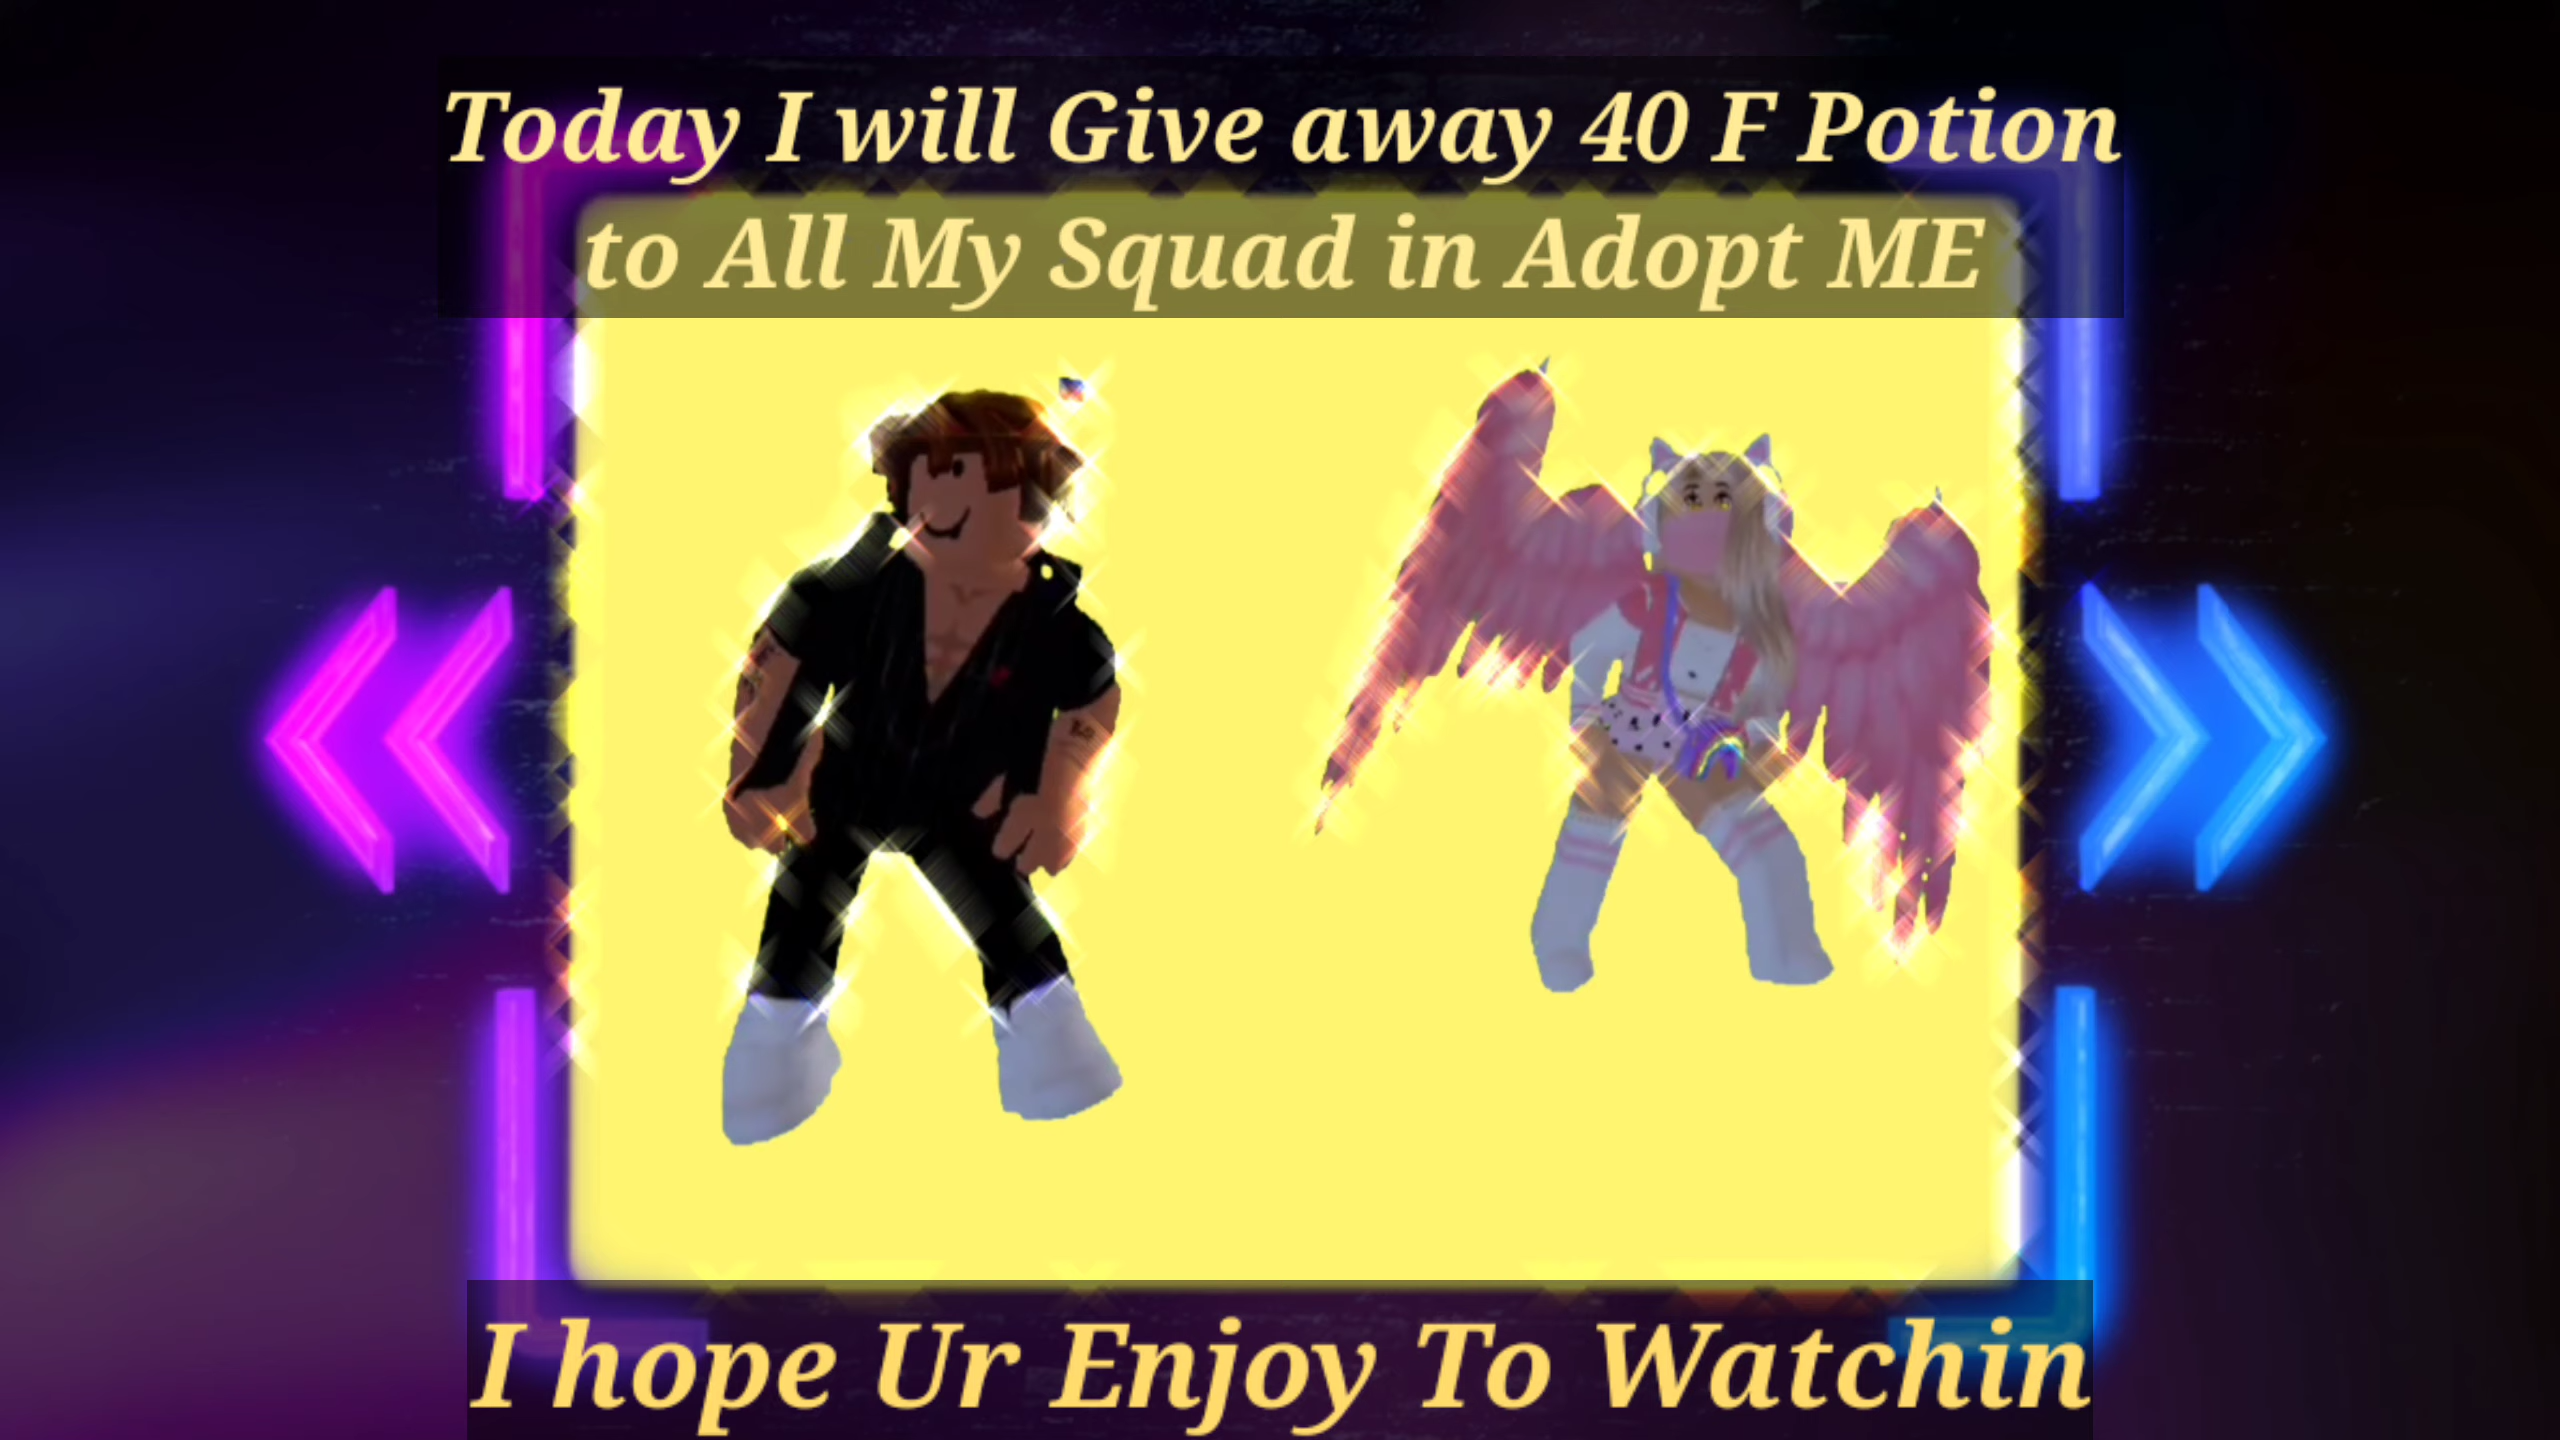 Today I will Give away 40 F Potion
to All My Squad in Adopt ME
I hope Ur Enjoy To Watchin